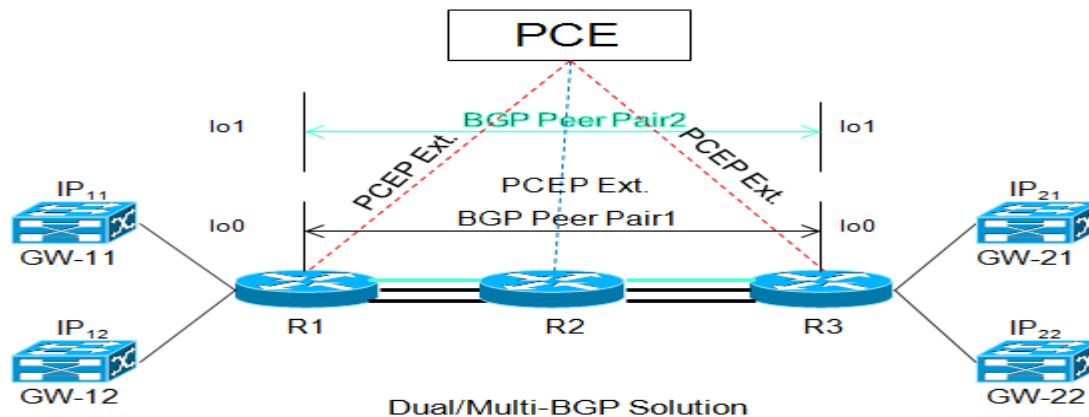 PCE
lo1
BGP Peer Pair2
lo1
PCEP Ext.
PCEP Ext.
PCEP Ext.
IP11
lo0
BGP Peer Pair1
lo0
IP21
GW-11
GW-21
R1
R2
R3
IP12
IP22
GW-12
GW-22
Dual/Multi-BGP Solution